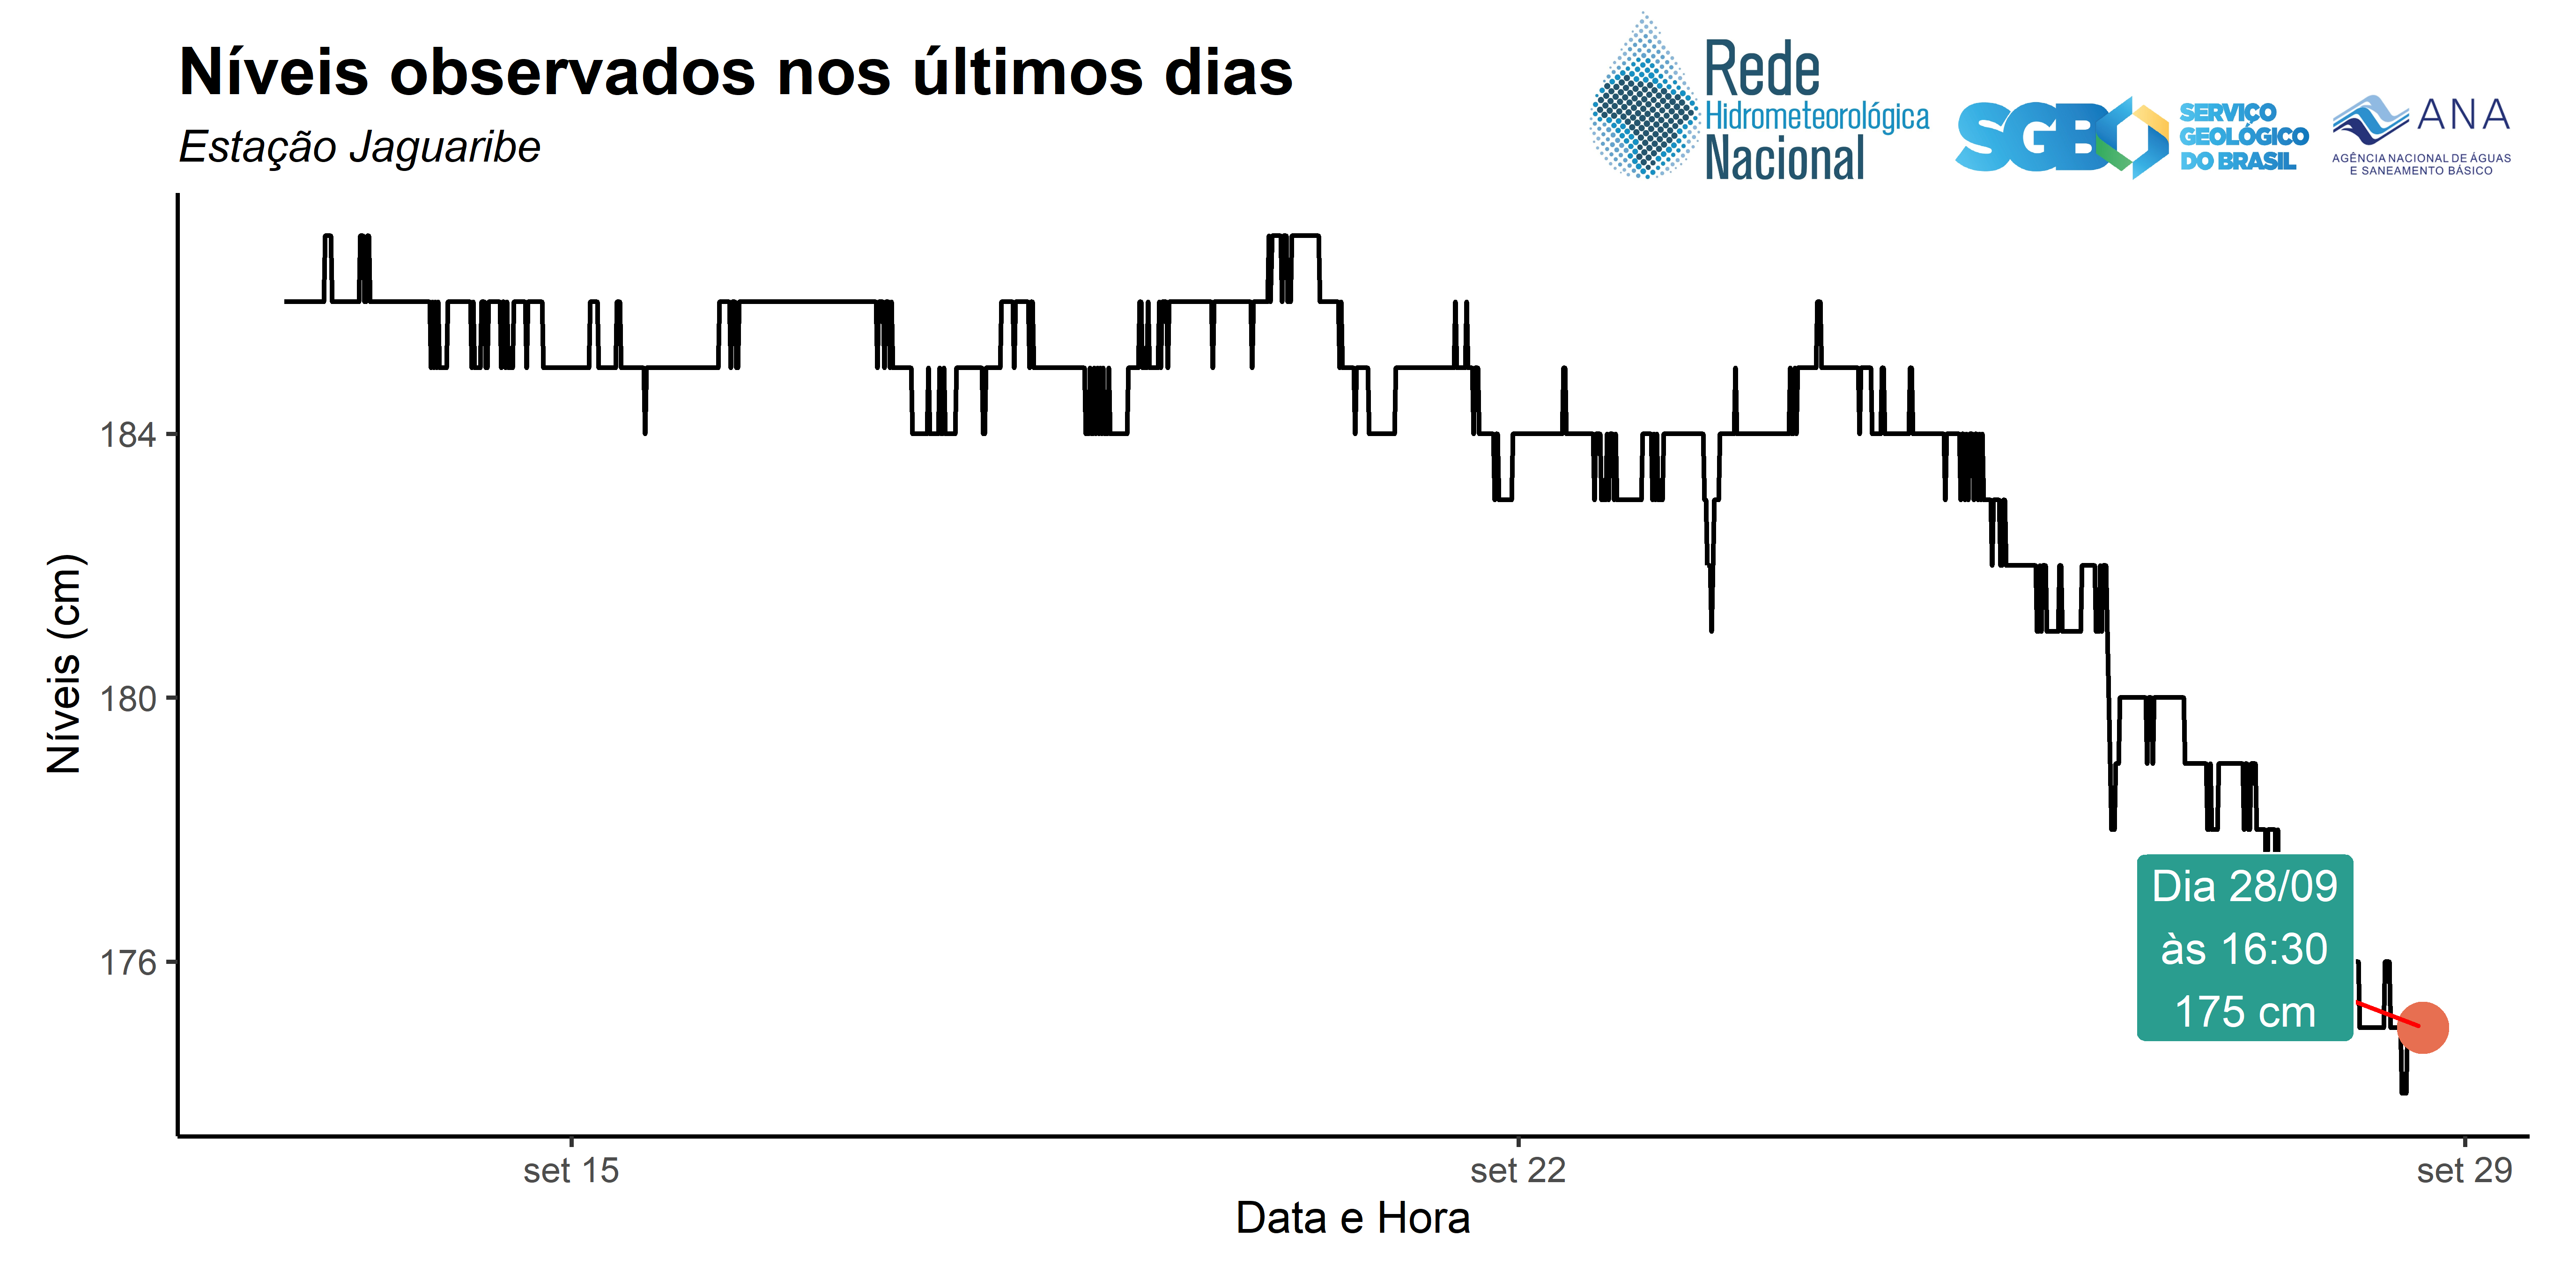 Níveis observados nos últimos dias
Estação Jaguaribe
Rede
Hidrometeorológica
Nacional
SGB
SERVIÇO
GEOLÓGICO
DO BRASIL
ANA
AGÊNCIA NACIONAL DE ÁGUAS
E SANEAMENTO BÁSICO
Níveis (cm)
184
180
176
Dia 28/09
às 16:30
175 cm
set 15
set 22
set 29
Data e Hora